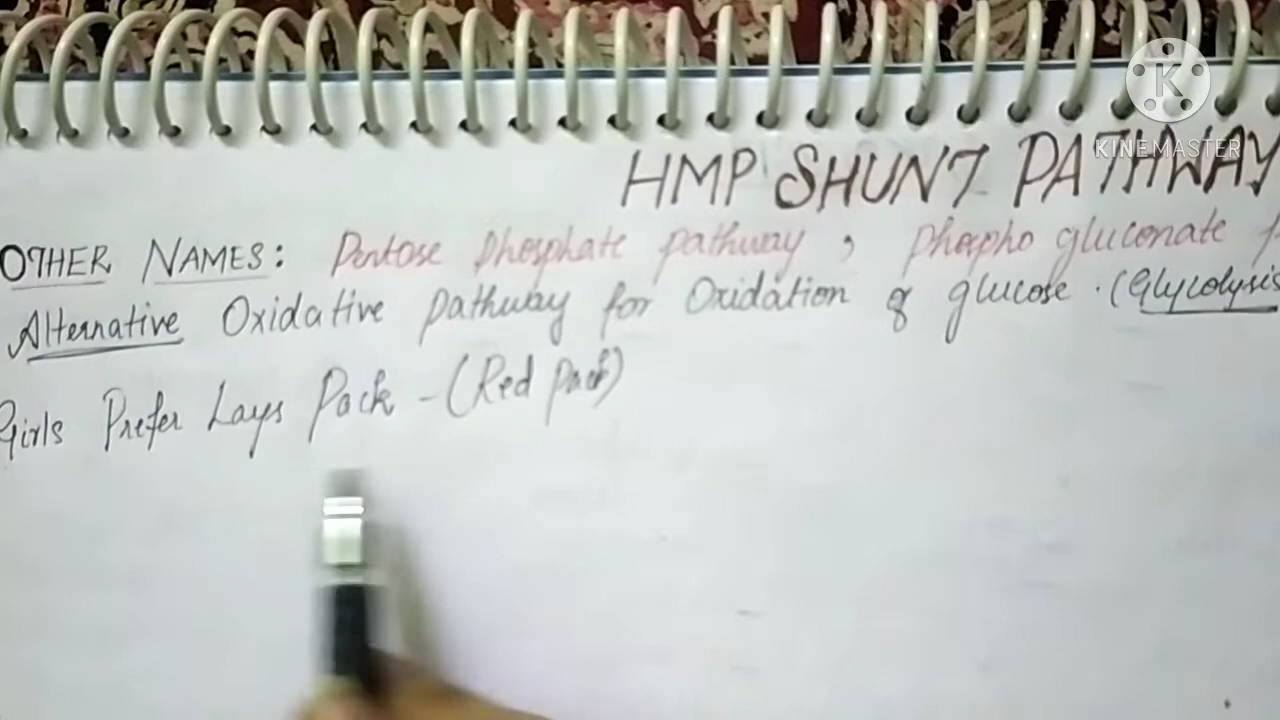 KINEMASTER
HMP SHUNT PATHWAY
OTHER NAMES: Pentose Phosphate pathway, Phospho gluconate
Alternative Oxidative pathway for Oxidation of glucose. (Glycolysis
Girls Prefer Lays Pack - (Red Pack)